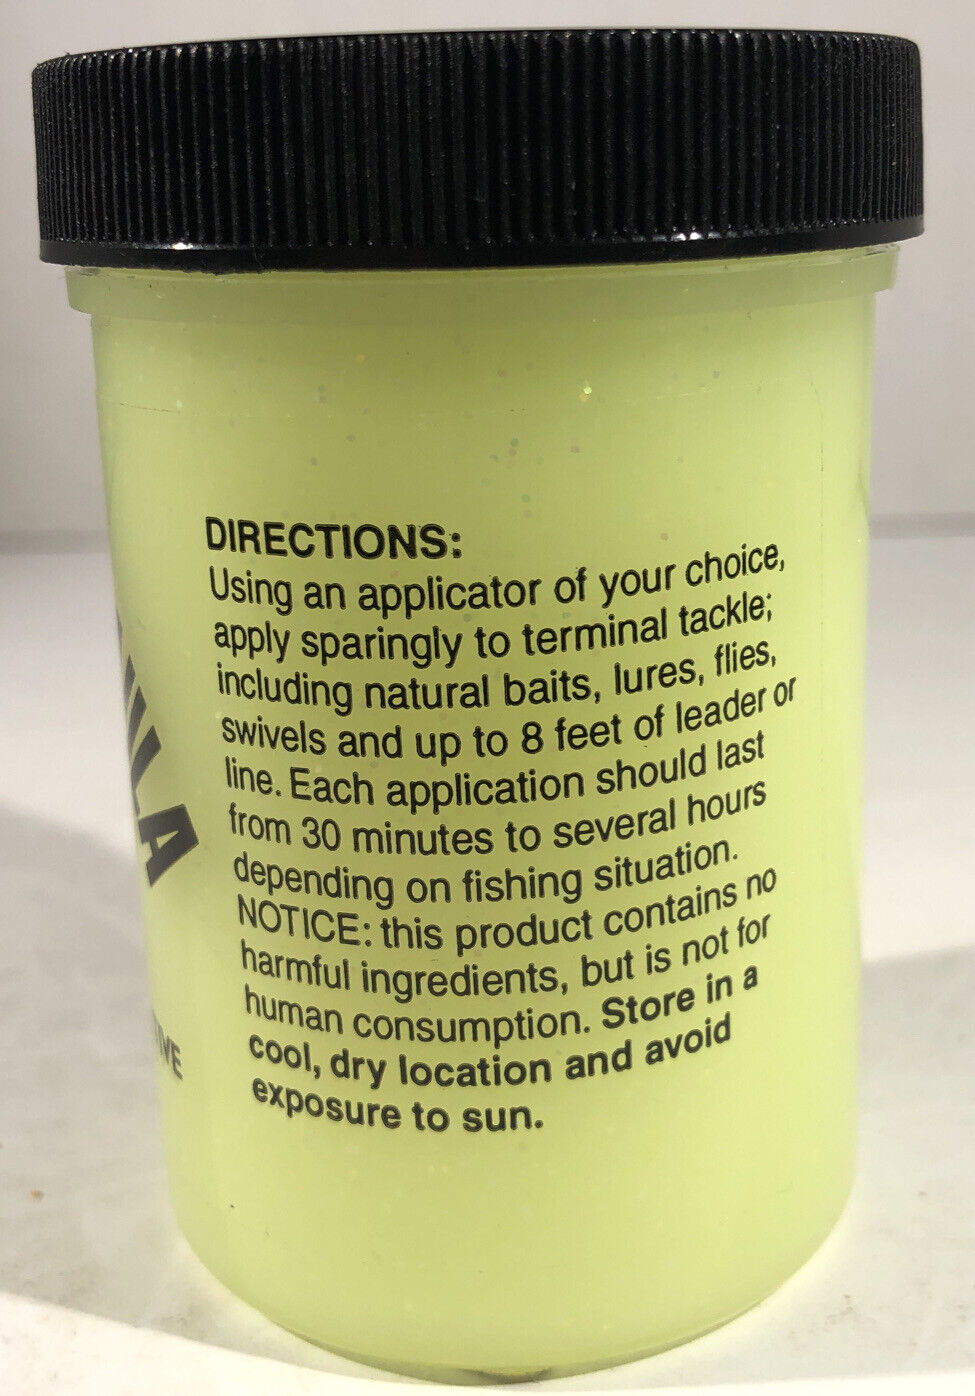 DIRECTIONS:
Using an applicator of your choice,
apply sparingly to terminal tackle;
including natural baits, lures, flies,
swivels and up to 8 feet of leader or
line. Each application should last
from 30 minutes to several hours
depending on fishing situation.
NOTICE: this product contains no
harmful ingredients, but is not for
human consumption. Store in a
cool, dry location and avoid
exposure to sun.